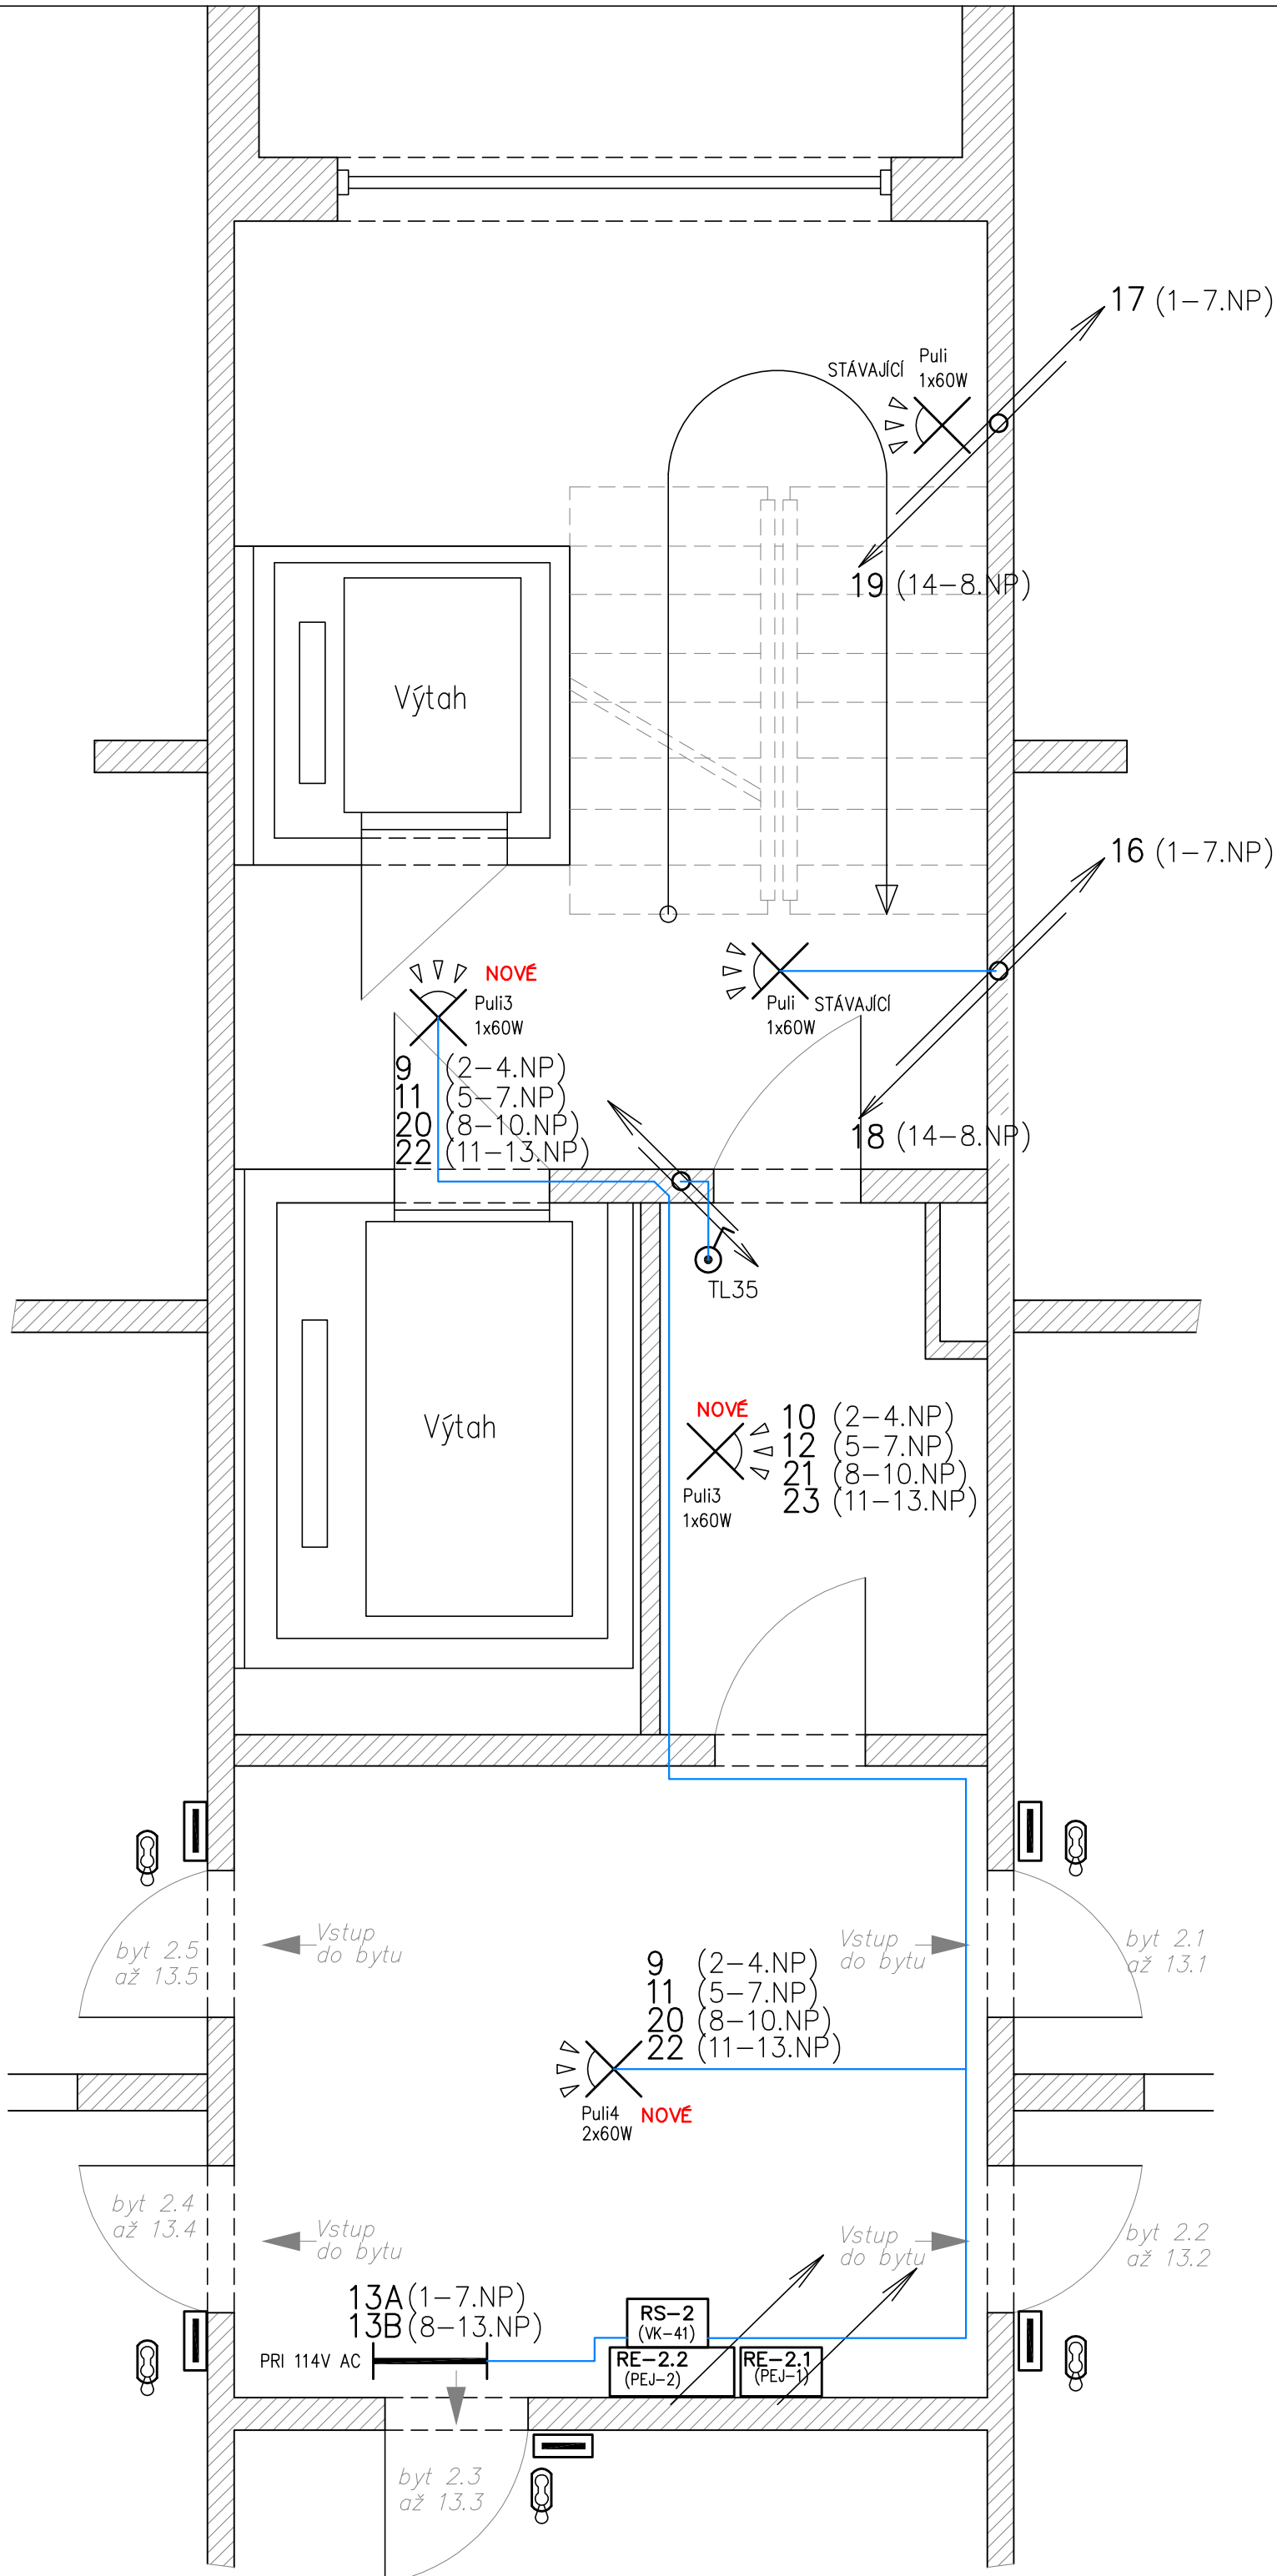 17 (1-7.NP)
STÁVAJÍCÍ
Puli
1x60W
19 (14-8.NP)
Výtah
16 (1-7.NP)
NOVÉ
Puli3
1x60W
Puli STÁVAJÍCÍ
1x60W
9 (2-4.NP)
11 (5-7.NP)
20 (8-10.NP)
22 (11-13.NP)
18 (14-8.NP)
TL35
Výtah
NOVÉ
Puli3
1x60W
10 (2-4.NP)
12 (5-7.NP)
21 (8-10.NP)
23 (11-13.NP)
byt 2.5
až 13.5
Vstup
do bytu
Vstup
do bytu
byt 2.1
až 13.1
9 (2-4.NP)
11 (5-7.NP)
20 (8-10.NP)
22 (11-13.NP)
Puli4 NOVÉ
2x60W
byt 2.4
až 13.4
Vstup
do bytu
Vstup
do bytu
byt 2.2
až 13.2
13A (1-7.NP)
13B (8-13.NP)
PRI 114V AC
RS-2
(VK-41)
RE-2.2
(PEJ-2)
RE-2.1
(PEJ-1)
byt 2.3
až 13.3